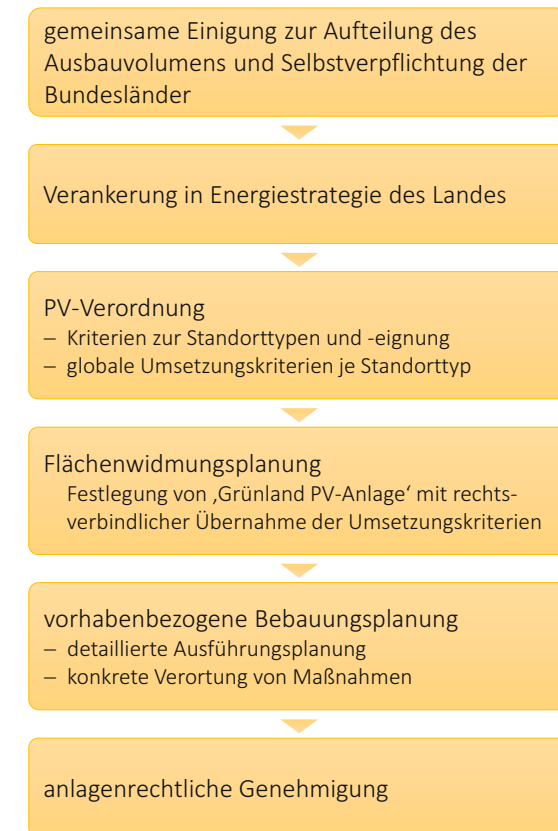 gemeinsame Einigung zur Aufteilung des
Ausbauvolumens und Selbstverpflichtung der
Bundesländer
Verankerung in Energiestrategie des Landes
PV-Verordnung
– Kriterien zur Standorttypen und -eignung
– globale Umsetzungskriterien je Standorttyp
Flächenwidmungsplanung
Festlegung von ‚Grünland PV-Anlage‘ mit rechts-
verbindlicher Übernahme der Umsetzungskriterien
vorhabenbezogene Bebauungsplanung
– detaillierte Ausführungsplanung
– konkrete Verortung von Maßnahmen
anlagenrechtliche Genehmigung